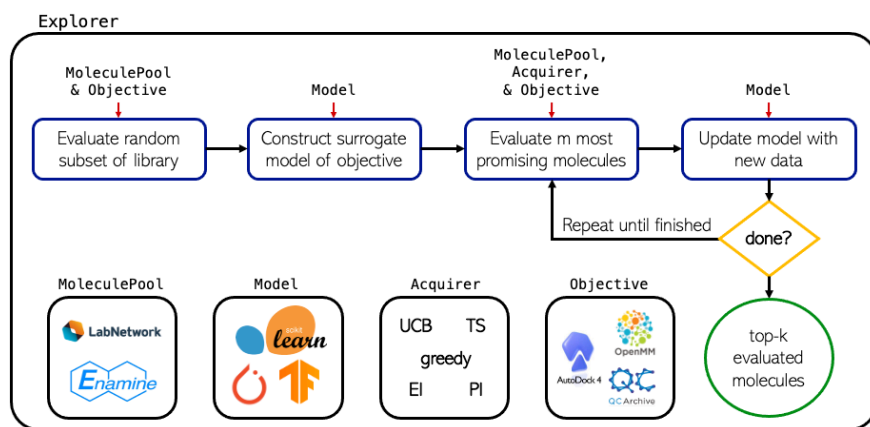 Explorer
MoleculePool
& Objective
Model
MoleculePool,
Acquirer,
& Objective
Model
Evaluate random
subset of library
Construct surrogate
model of objective
Evaluate m most
promising molecules
Update model with
new data
Repeat until finished
done?
MoleculePool
Model
Acquirer
Objective
LabNetwork
Enamine
scikit
learn
UCB TS
greedy
EI PI
OpenMM
AutoDock 4
QC
QCArchive
top-k
evaluated
molecules